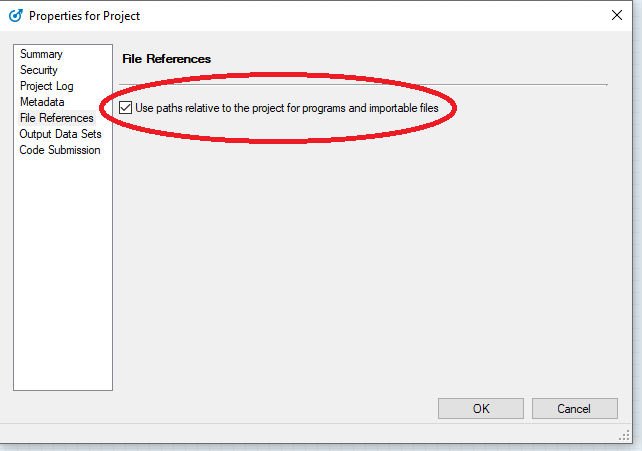 Properties for Project
Summary
Security
Project Log
Metadata
File References
Output Data Sets
Code Submission
File References
Use paths relative to the project for programs and importable files
OK
Cancel